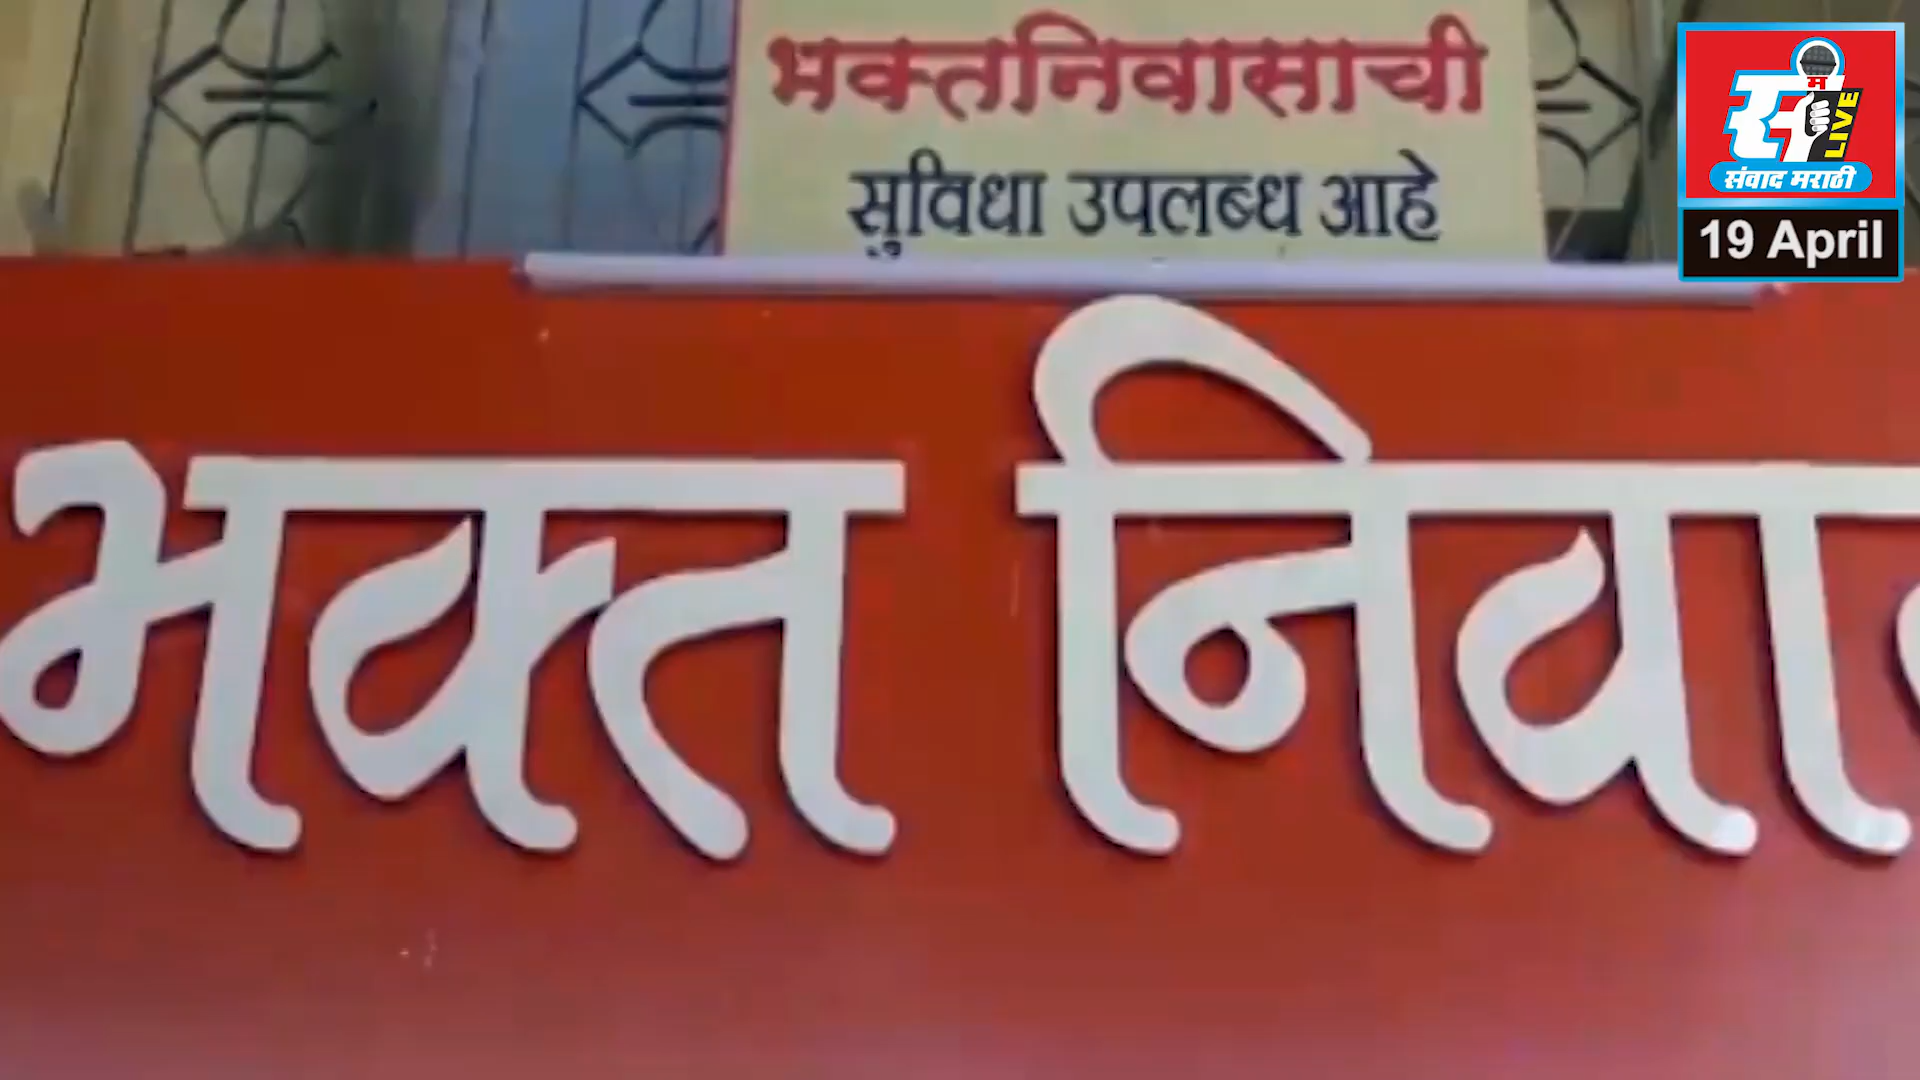 भक्तनिवासाची
सुविधा उपलब्ध आहे
स
म
LIVE
संवाद मराठी
19 April
भक्त